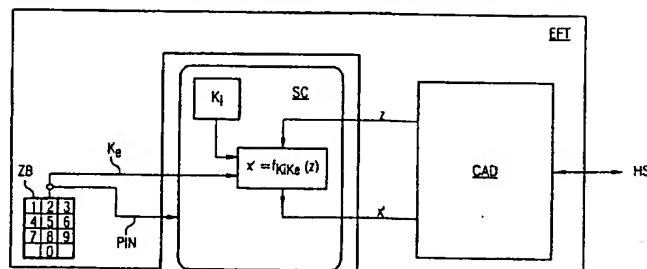 EFT
SC
Ki
z
Ke
x' = fKiKe (z)
CAD
HS
ZB
1 2 3
4 5 6
7 8 9
0
PIN
x'